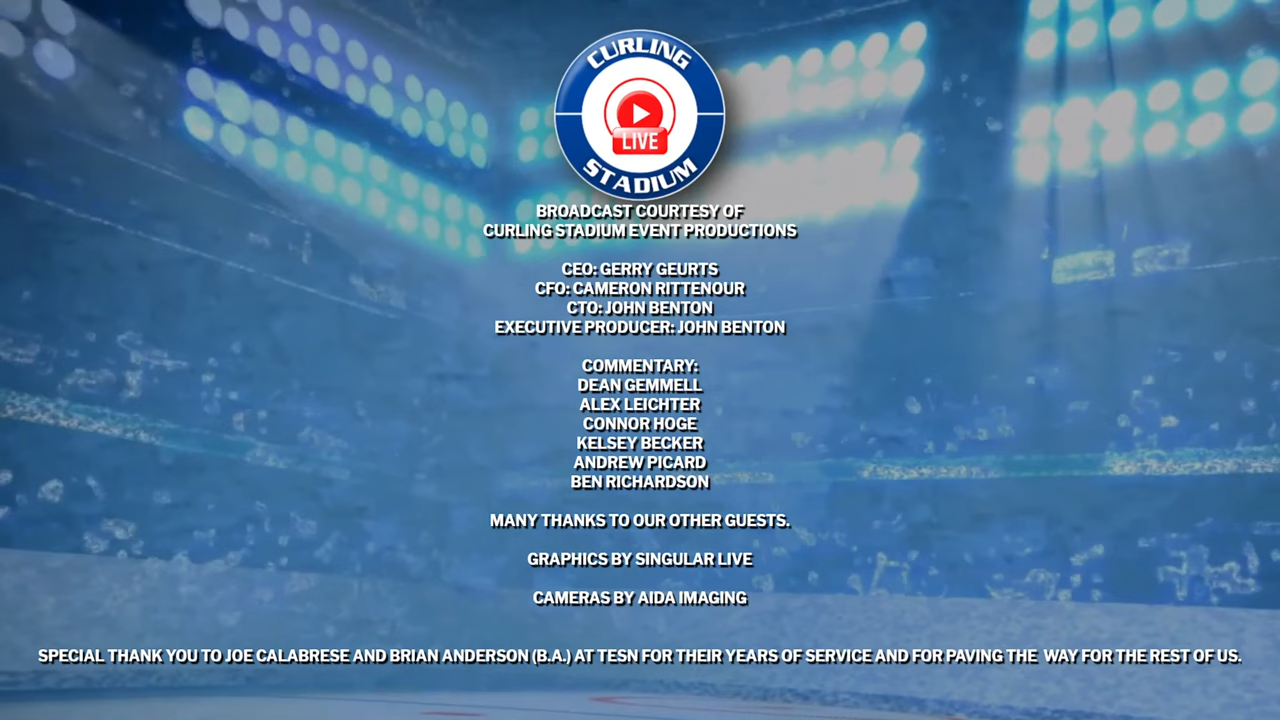 CURLING
LIVE
STADIUM
BROADCAST COURTESY OF
CURLING STADIUM EVENT PRODUCTIONS
CEO: GERRY GEURTS
CFO: CAMERON RITTENOUR
CTO: JOHN BENTON
EXECUTIVE PRODUCER: JOHN BENTON
COMMENTARY:
DEAN GEMMELL
ALEX LEICHTER
CONNOR HOGE
KELSEY BECKER
ANDREW PICARD
BEN RICHARDSON
MANY THANKS TO OUR OTHER GUESTS.
GRAPHICS BY SINGULAR LIVE
CAMERAS BY AIDA IMAGING
SPECIAL THANK YOU TO JOE CALABRESE AND BRIAN ANDERSON (B.A.) AT TESN FOR THEIR YEARS OF SERVICE AND FOR PAVING THE WAY FOR THE REST OF US.